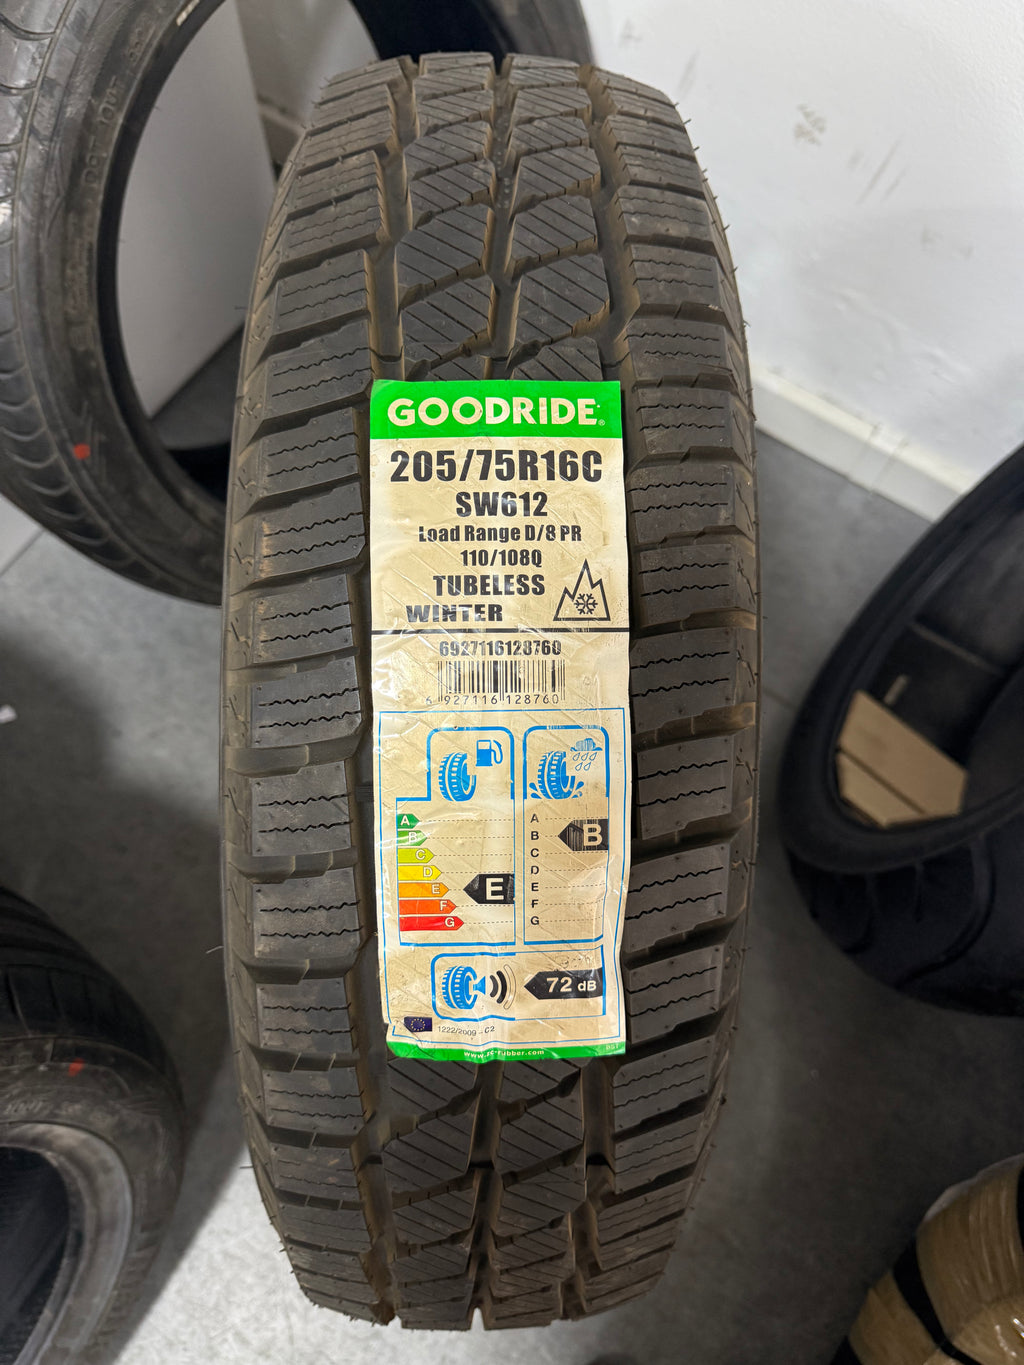 GOODRIDE®
205/75R16C
SW612
Load Range D/8 PR
110/108Q
TUBELESS
WINTER
6927116128760
6 927116 128760
A
B
C
D
E
F
G
E
A
B
C
D
E
F
G
B
72 dB
1222/2009 - C2